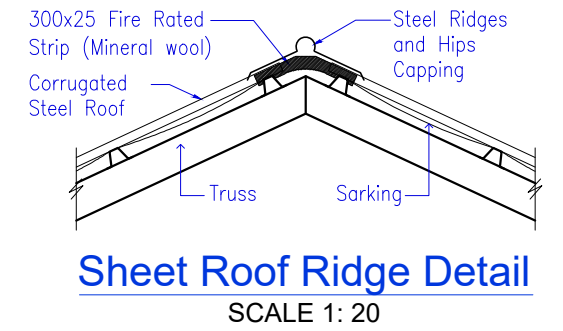 300x25 Fire Rated
Strip (Mineral wool)
Corrugated
Steel Roof
Steel Ridges
and Hips
Capping
Truss
Sarking
Sheet Roof Ridge Detail
SCALE 1: 20